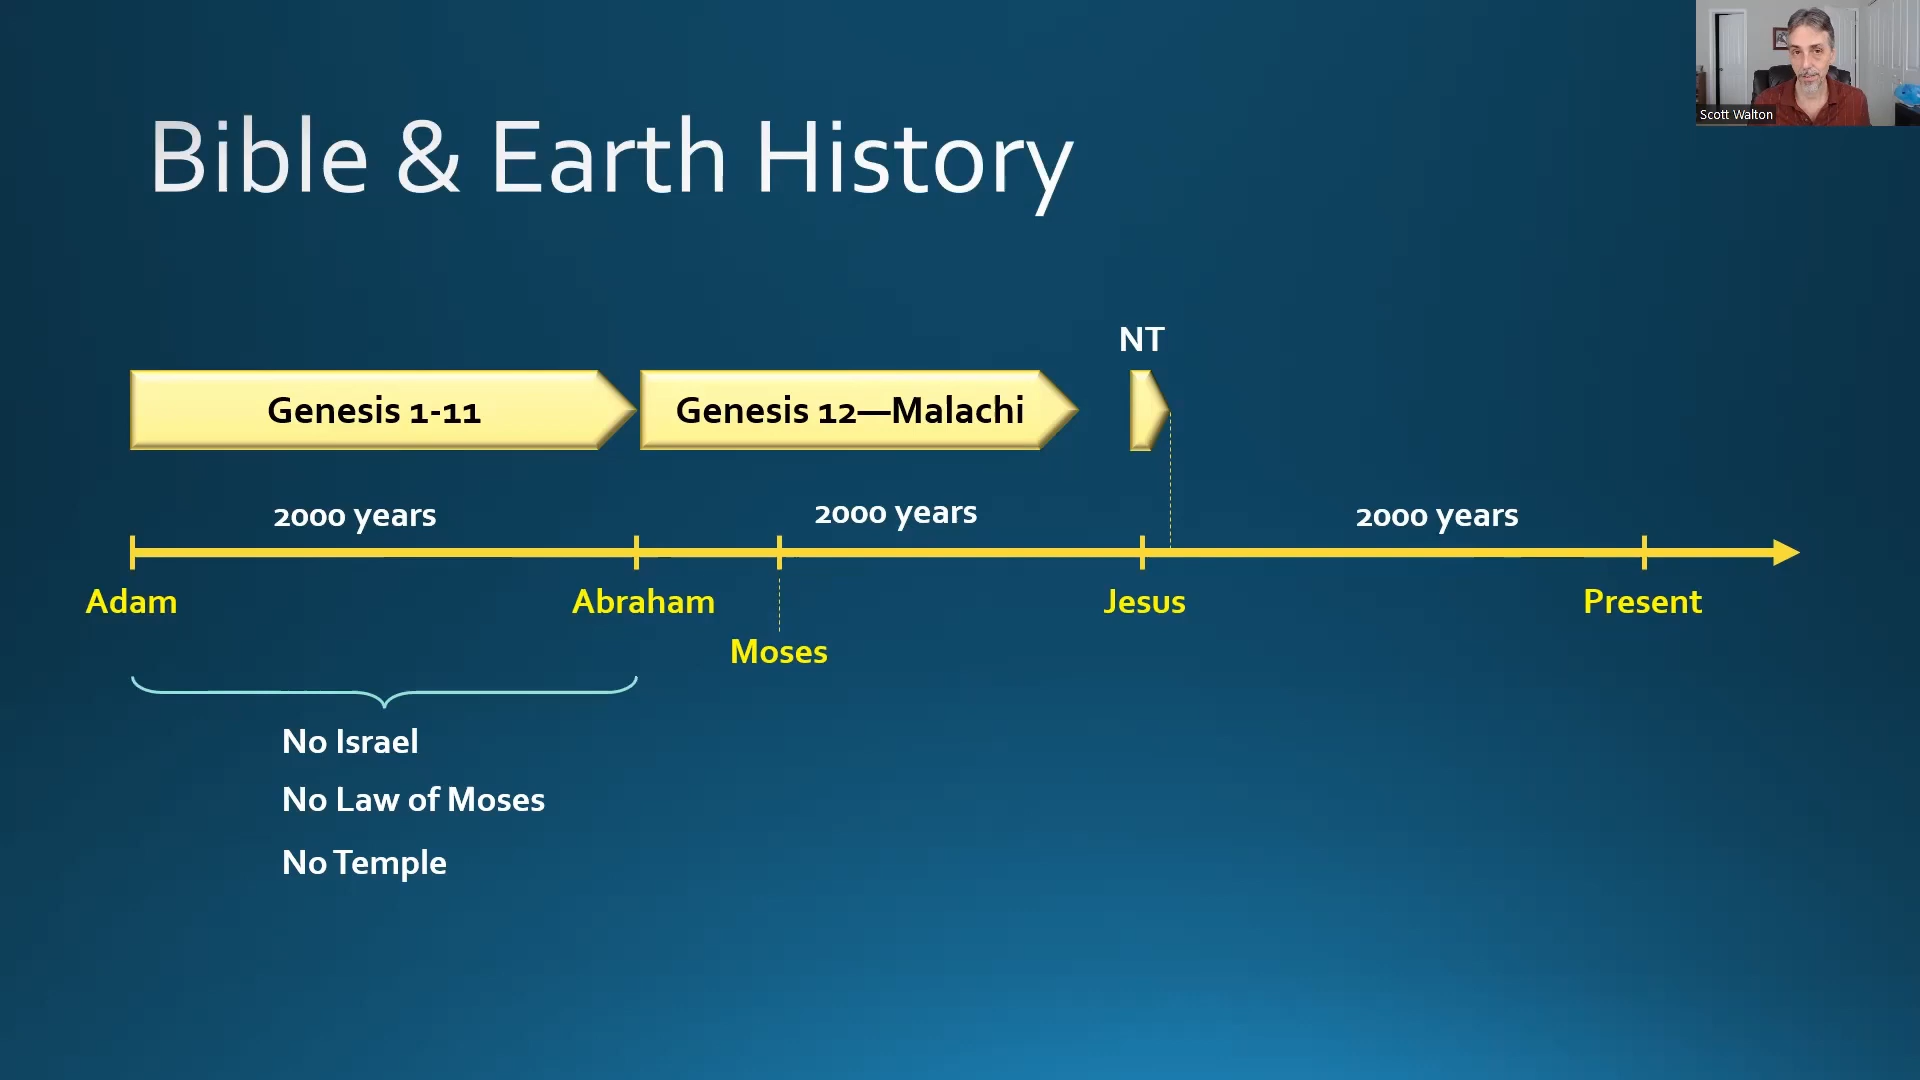 Scott Walton
Bible & Earth History
NT
Genesis 1-11
Genesis 12—Malachi
2000 years
2000 years
2000 years
Adam
Abraham
Jesus
Present
Moses
No Israel
No Law of Moses
No Temple